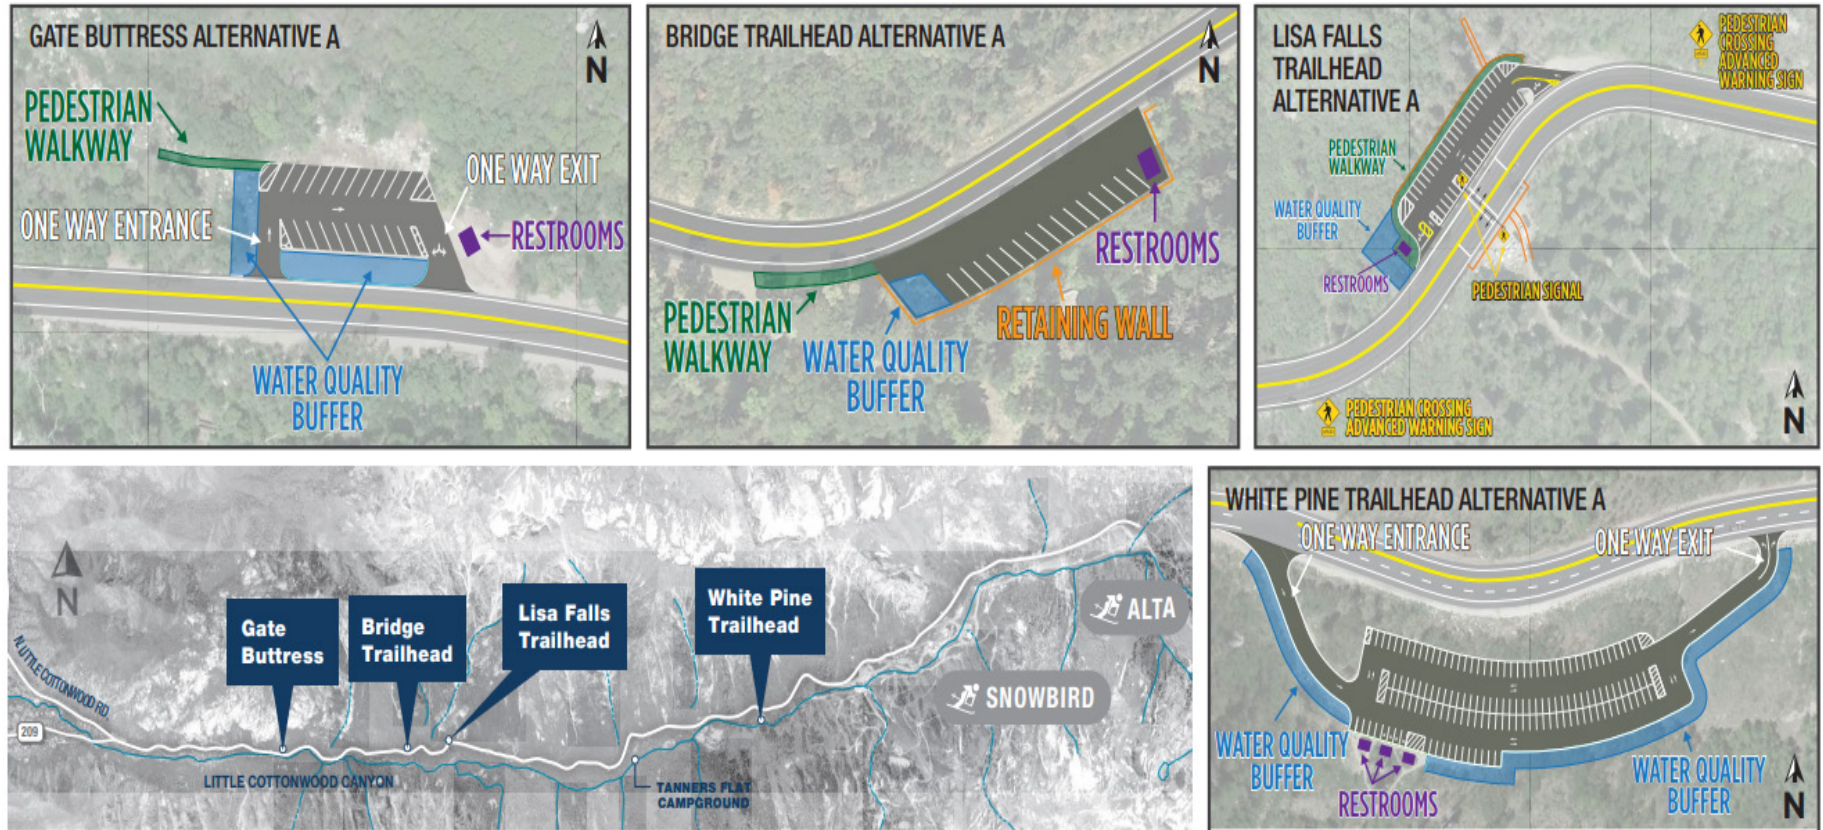 GATE BUTTRESS ALTERNATIVE A
N
PEDESTRIAN
WALKWAY
ONE WAY EXIT
ONE WAY ENTRANCE
RESTROOMS
WATER QUALITY
BUFFER
BRIDGE TRAILHEAD ALTERNATIVE A
N
RESTROOMS
PEDESTRIAN
WALKWAY
RETAINING WALL
WATER QUALITY
BUFFER
LISA FALLS
TRAILHEAD
ALTERNATIVE A
PEDESTRIAN
CROSSING
ADVANCED
WARNING SIGN
PEDESTRIAN
WALKWAY
WATER QUALITY
BUFFER
RESTROOMS
PEDESTRIAN SIGNAL
PEDESTRIAN CROSSING
ADVANCED WARNING SIGN
N
N
N. LITTLE COTTONWOOD RD.
209
Gate
Buttress
Bridge
Trailhead
Lisa Falls
Trailhead
White Pine
Trailhead
ALTA
SNOWBIRD
LITTLE COTTONWOOD CANYON
TANNERS FLAT
CAMPGROUND
WHITE PINE TRAILHEAD ALTERNATIVE A
ONE WAY ENTRANCE
ONE WAY EXIT
WATER QUALITY
BUFFER
RESTROOMS
WATER QUALITY
BUFFER
N